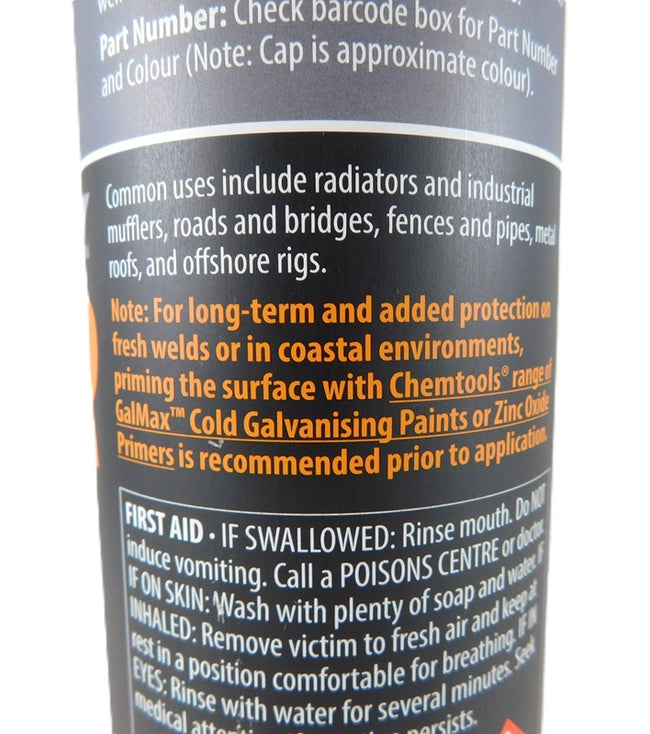 Part Number: Check barcode box for Part Number
and Colour (Note: Cap is approximate colour).
Common uses include radiators and industrial
mufflers, roads and bridges, fences and pipes, metal
roofs, and offshore rigs.
Note: For long-term and added protection on
fresh welds or in coastal environments,
priming the surface with Chemtools® range of
GalMax™ Cold Galvanising Paints or Zinc Oxide
Primers is recommended prior to application.
FIRST AID · IF SWALLOWED: Rinse mouth. Do NOT
induce vomiting. Call a POISONS CENTRE or doctor.
IF ON SKIN: Wash with plenty of soap and water. IF
INHALED: Remove victim to fresh air and keep at
rest in a position comfortable for breathing. IF IN
EYES: Rinse with water for several minutes. Seek
medical persists.